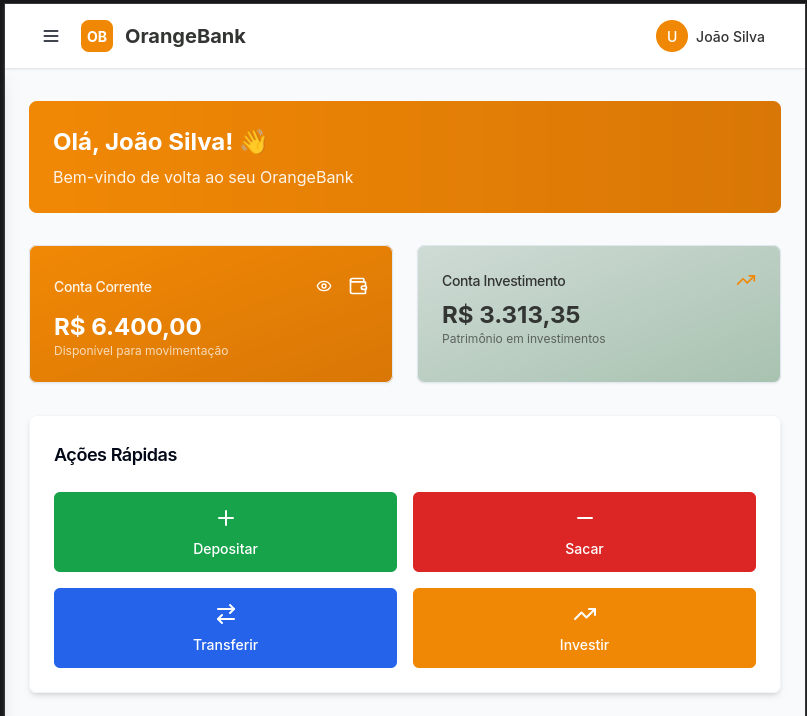 OB OrangeBank
U João Silva
Olá, João Silva! 👋
Bem-vindo de volta ao seu OrangeBank
Conta Corrente
R$ 6.400,00
Disponível para movimentação
Conta Investimento
R$ 3.313,35
Patrimônio em investimentos
Ações Rápidas
Depositar
Sacar
Transferir
Investir